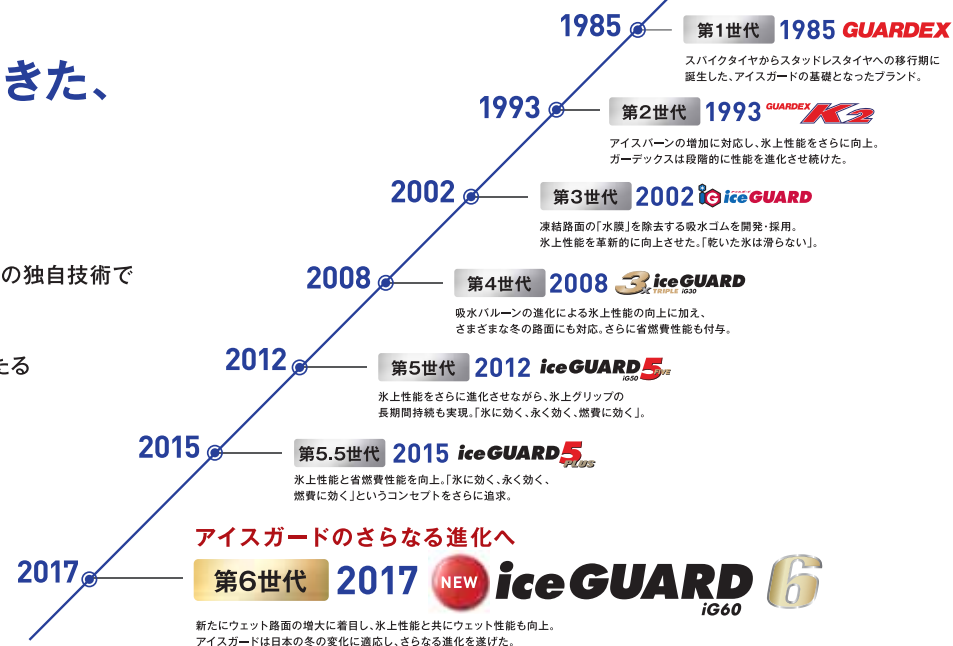 きた、
の独自技術で
たる
1985
第1世代 1985 GUARDEX
スパイクタイヤからスタッドレスタイヤへの移行期に
誕生した、アイスガードの基礎となったブランド。
1993
第2世代 1993 GUARDEX K2
アイスバーンの増加に対応し、氷上性能をさらに向上。
ガーデックスは段階的に性能を進化させ続けた。
2002
第3世代 2002 iG iceGUARD
凍結路面の「水膜」を除去する吸水ゴムを開発・採用。
氷上性能を革新的に向上させた。「乾いた氷は滑らない」。
2008
第4世代 2008 3x TRIPLE iceGUARD iG30
吸水バルーンの進化による氷上性能の向上に加え、
さまざまな冬の路面にも対応。さらに省燃費性能も付与。
2012
第5世代 2012 iceGUARD 5 FIVE iG50
氷上性能をさらに進化させながら、氷上グリップの
長期間持続も実現。「氷に効く、永く効く、燃費に効く」。
2015
第5.5世代 2015 iceGUARD 5 PLUS
氷上性能と省燃費性能を向上。「氷に効く、永く効く、
燃費に効く」というコンセプトをさらに追求。
アイスガードのさらなる進化へ
2017
第6世代 2017 NEW iceGUARD 6 iG60
新たにウェット路面の増大に着目し、氷上性能と共にウェット性能も向上。
アイスガードは日本の冬の変化に適応し、さらなる進化を遂げた。